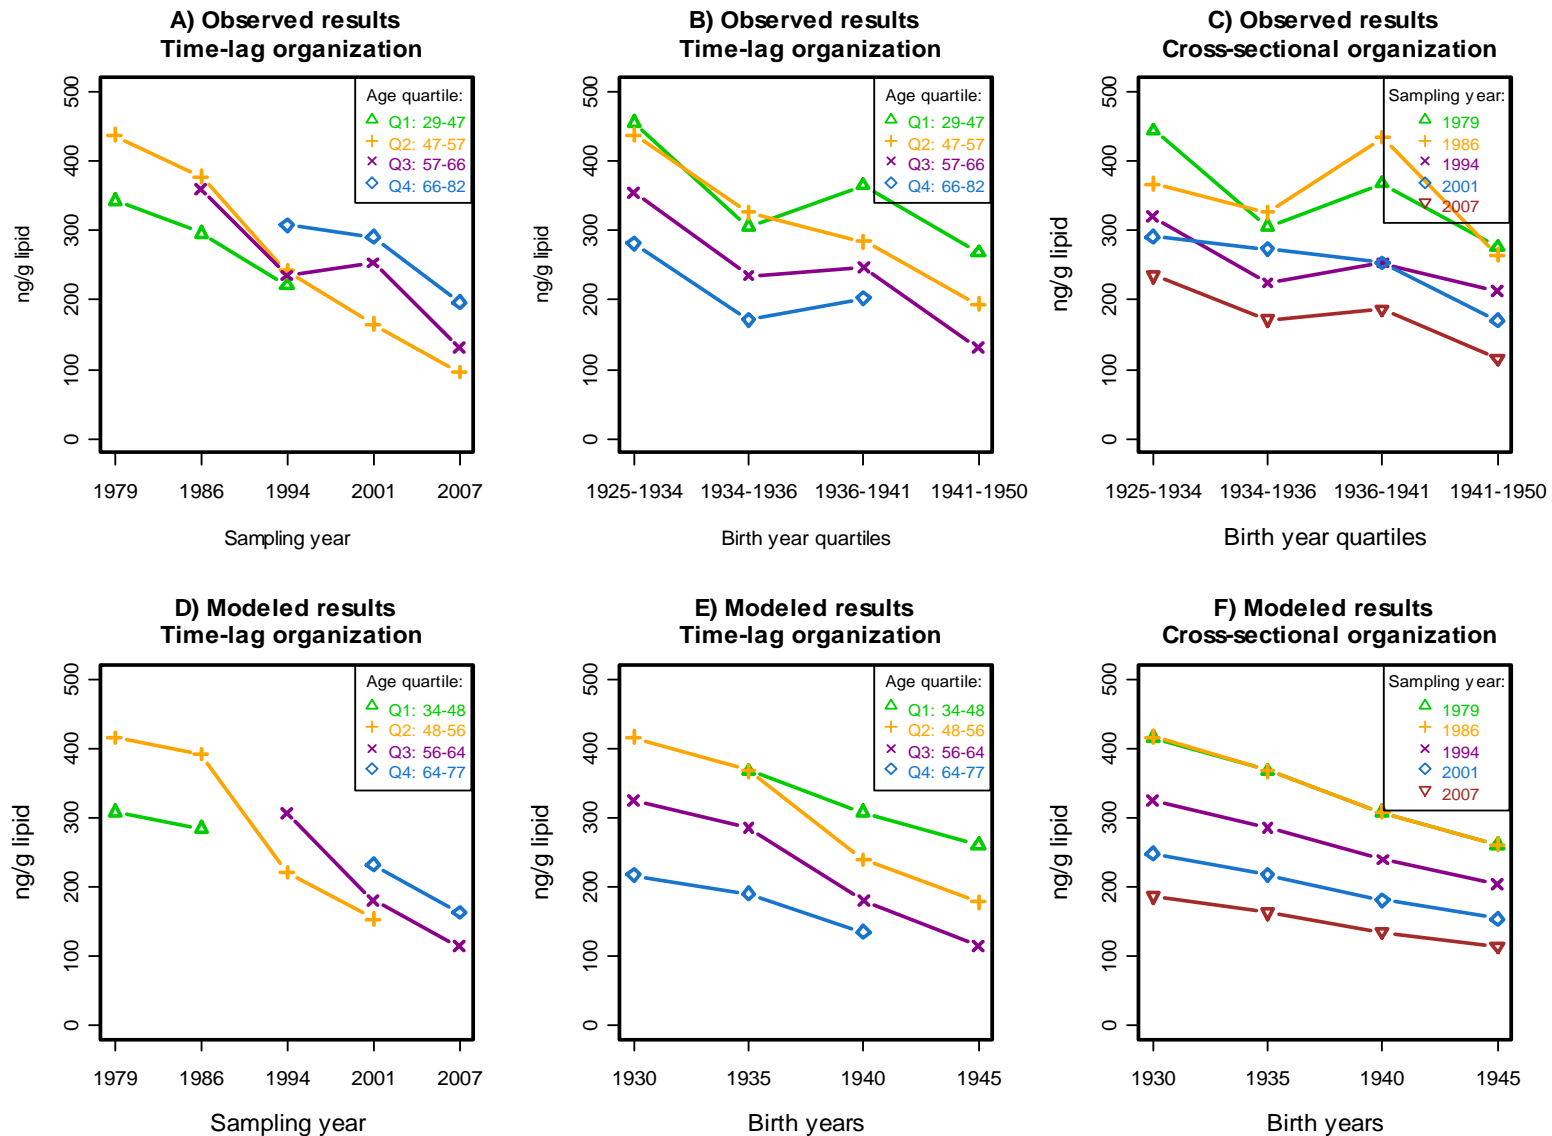 A) Observed results
Time-lag organization
ng/g lipid
0 100 200 300 400 500
Age quartile:
Q1: 29-47
Q2: 47-57
Q3: 57-66
Q4: 66-82
1979 1986 1994 2001 2007
Sampling year
B) Observed results
Time-lag organization
ng/g lipid
0 100 200 300 400 500
Age quartile:
Q1: 29-47
Q2: 47-57
Q3: 57-66
Q4: 66-82
1925-1934 1934-1936 1936-1941 1941-1950
Birth year quartiles
C) Observed results
Cross-sectional organization
ng/g lipid
0 100 200 300 400 500
Sampling year:
1979
1986
1994
2001
2007
1925-1934 1934-1936 1936-1941 1941-1950
Birth year quartiles
D) Modeled results
Time-lag organization
ng/g lipid
0 100 200 300 400 500
Age quartile:
Q1: 34-48
Q2: 48-56
Q3: 56-64
Q4: 64-77
1979 1986 1994 2001 2007
Sampling year
E) Modeled results
Time-lag organization
ng/g lipid
0 100 200 300 400 500
Age quartile:
Q1: 34-48
Q2: 48-56
Q3: 56-64
Q4: 64-77
1930 1935 1940 1945
Birth years
F) Modeled results
Cross-sectional organization
ng/g lipid
0 100 200 300 400 500
Sampling year:
1979
1986
1994
2001
2007
1930 1935 1940 1945
Birth years